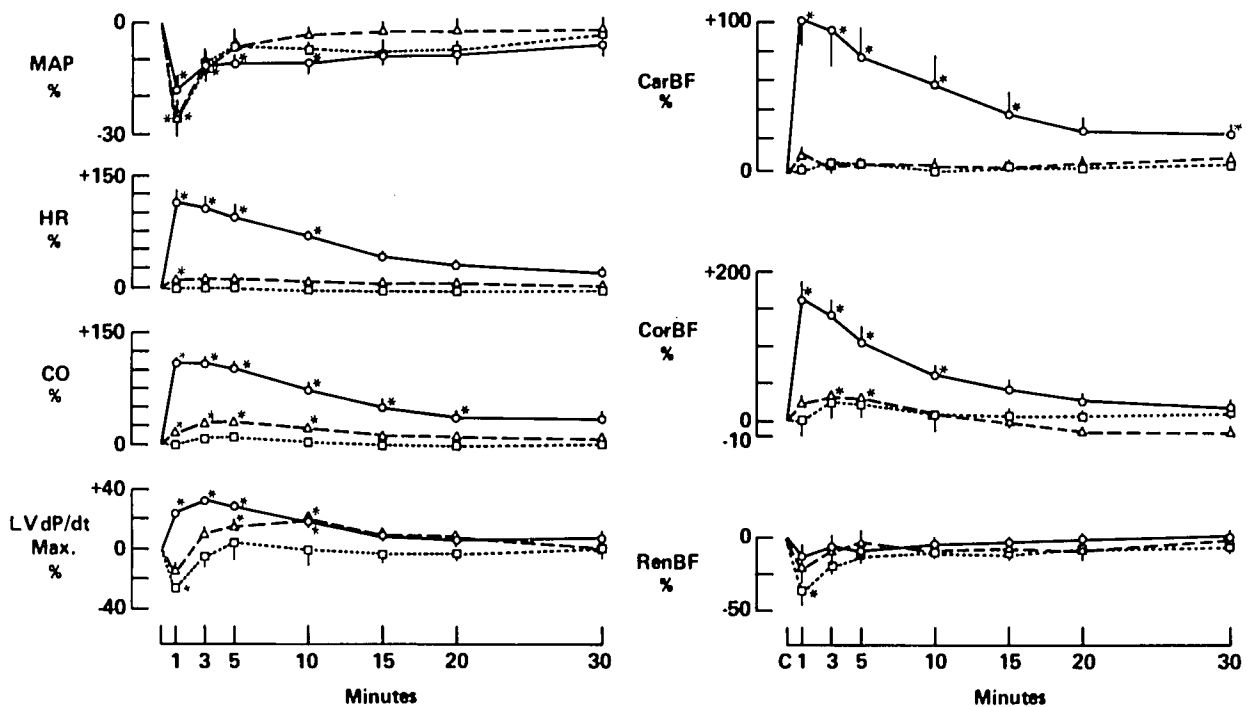 MAP
%
0
-30
HR
%
+150
0
CO
%
+150
0
LV dP/dt
Max.
%
+40
0
-40
1 3 5 10 15 20 30
Minutes
CarBF
%
+100
0
CorBF
%
+200
0
-10
RenBF
%
0
-50
C 1 3 5 10 15 20 30
Minutes